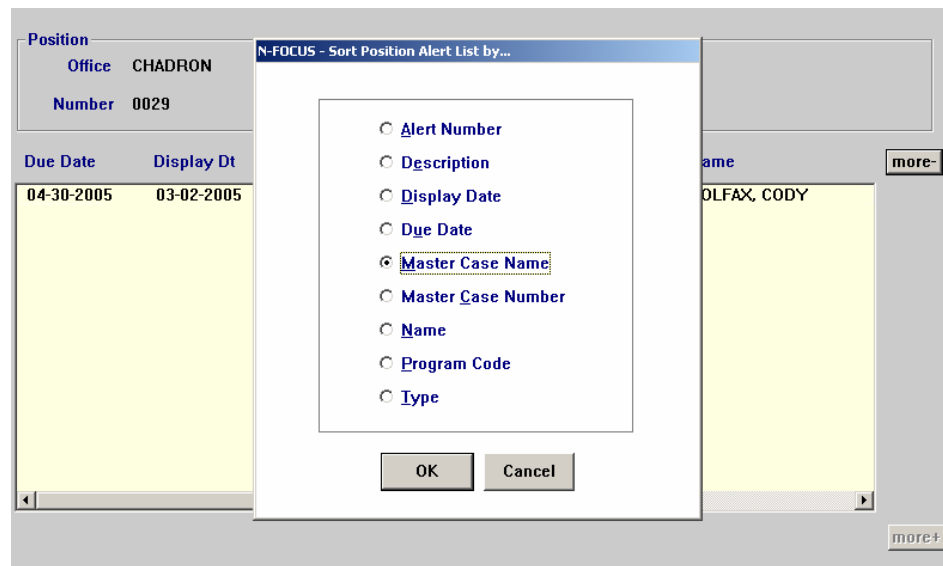 Position
Office CHADRON
Number 0029
N-FOCUS - Sort Position Alert List by...
Alert Number
Description
Display Date
Due Date
Master Case Name
Master Case Number
Name
Program Code
Type
OK Cancel
Due Date Display Dt ame more-
04-30-2005 03-02-2005 OLFAX, CODY
more+